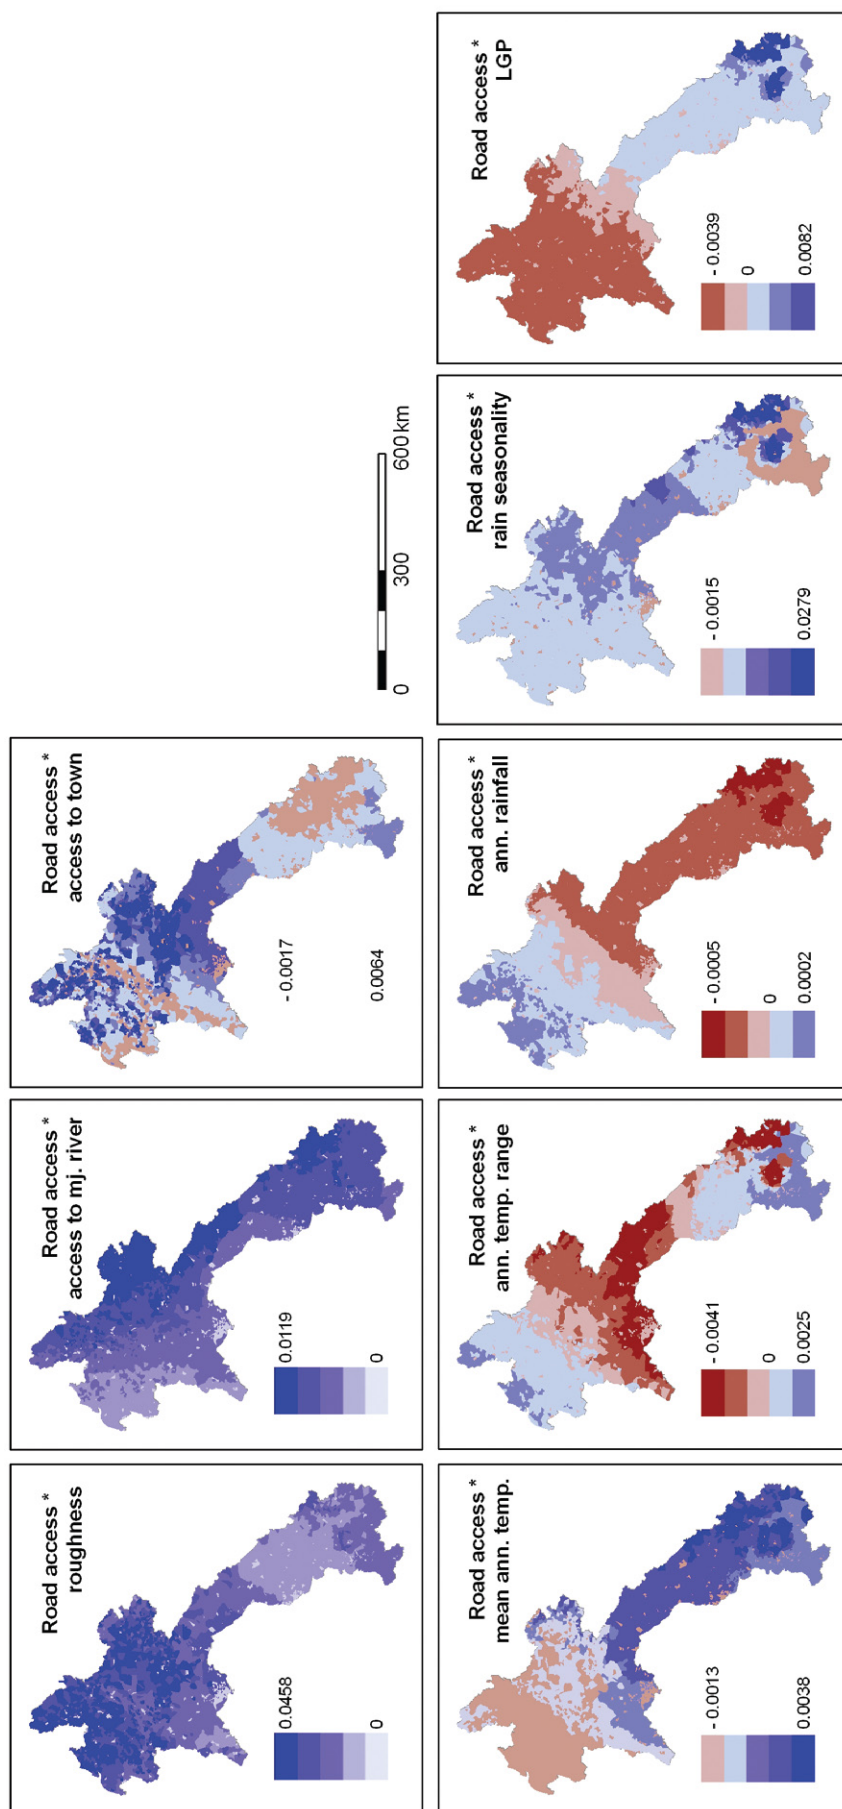 Road access *
roughness
0.0458
0
Road access *
access to mj. river
0.0119
0
Road access *
access to town
- 0.0017
0.0064
0
300
600 km
Road access *
mean ann. temp.
- 0.0013
0.0038
Road access *
ann. temp. range
- 0.0041
0
0.0025
Road access *
ann. rainfall
- 0.0005
0
0.0002
Road access *
rain seasonality
- 0.0015
0.0279
Road access *
LGP
- 0.0039
0
0.0082